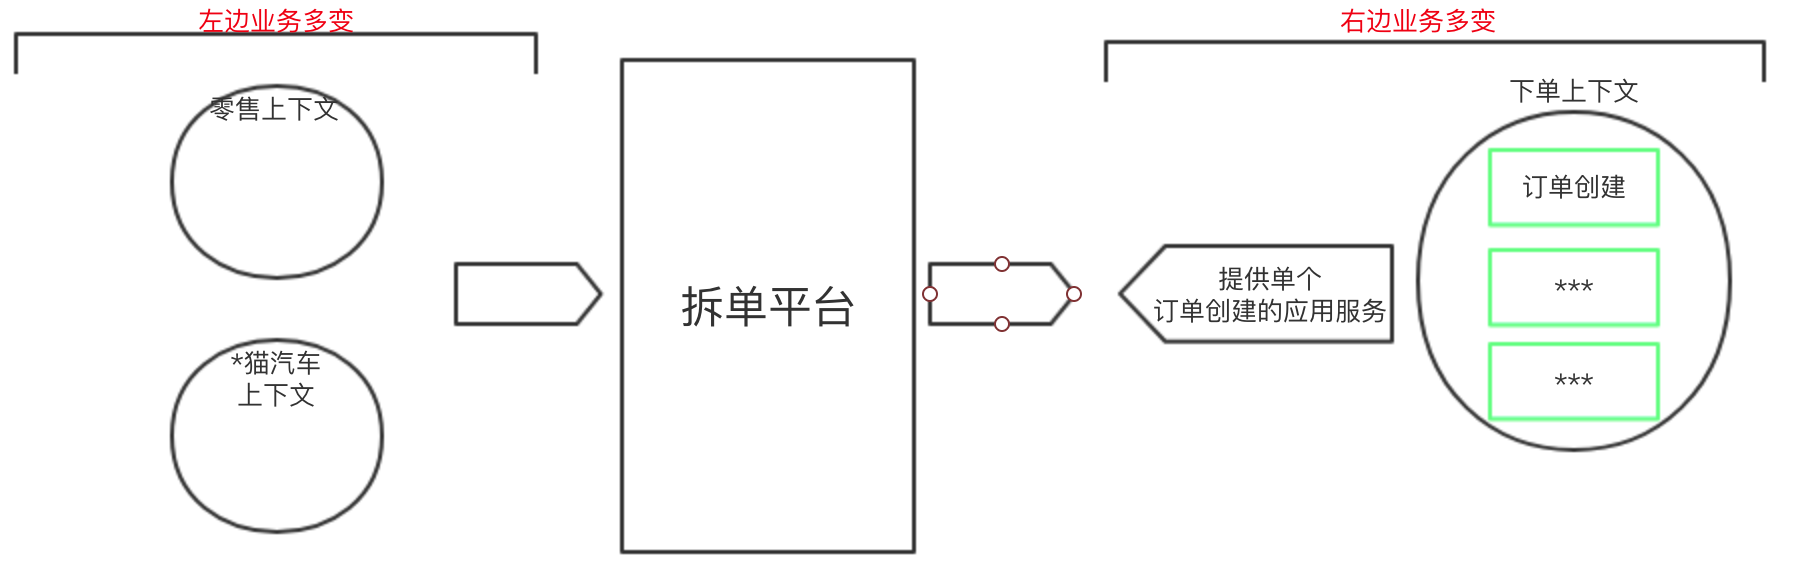 左边业务多变
右边业务多变
零售上下文
*猫汽车
上下文
拆单平台
提供单个
订单创建的应用服务
下单上下文
订单创建
***
***